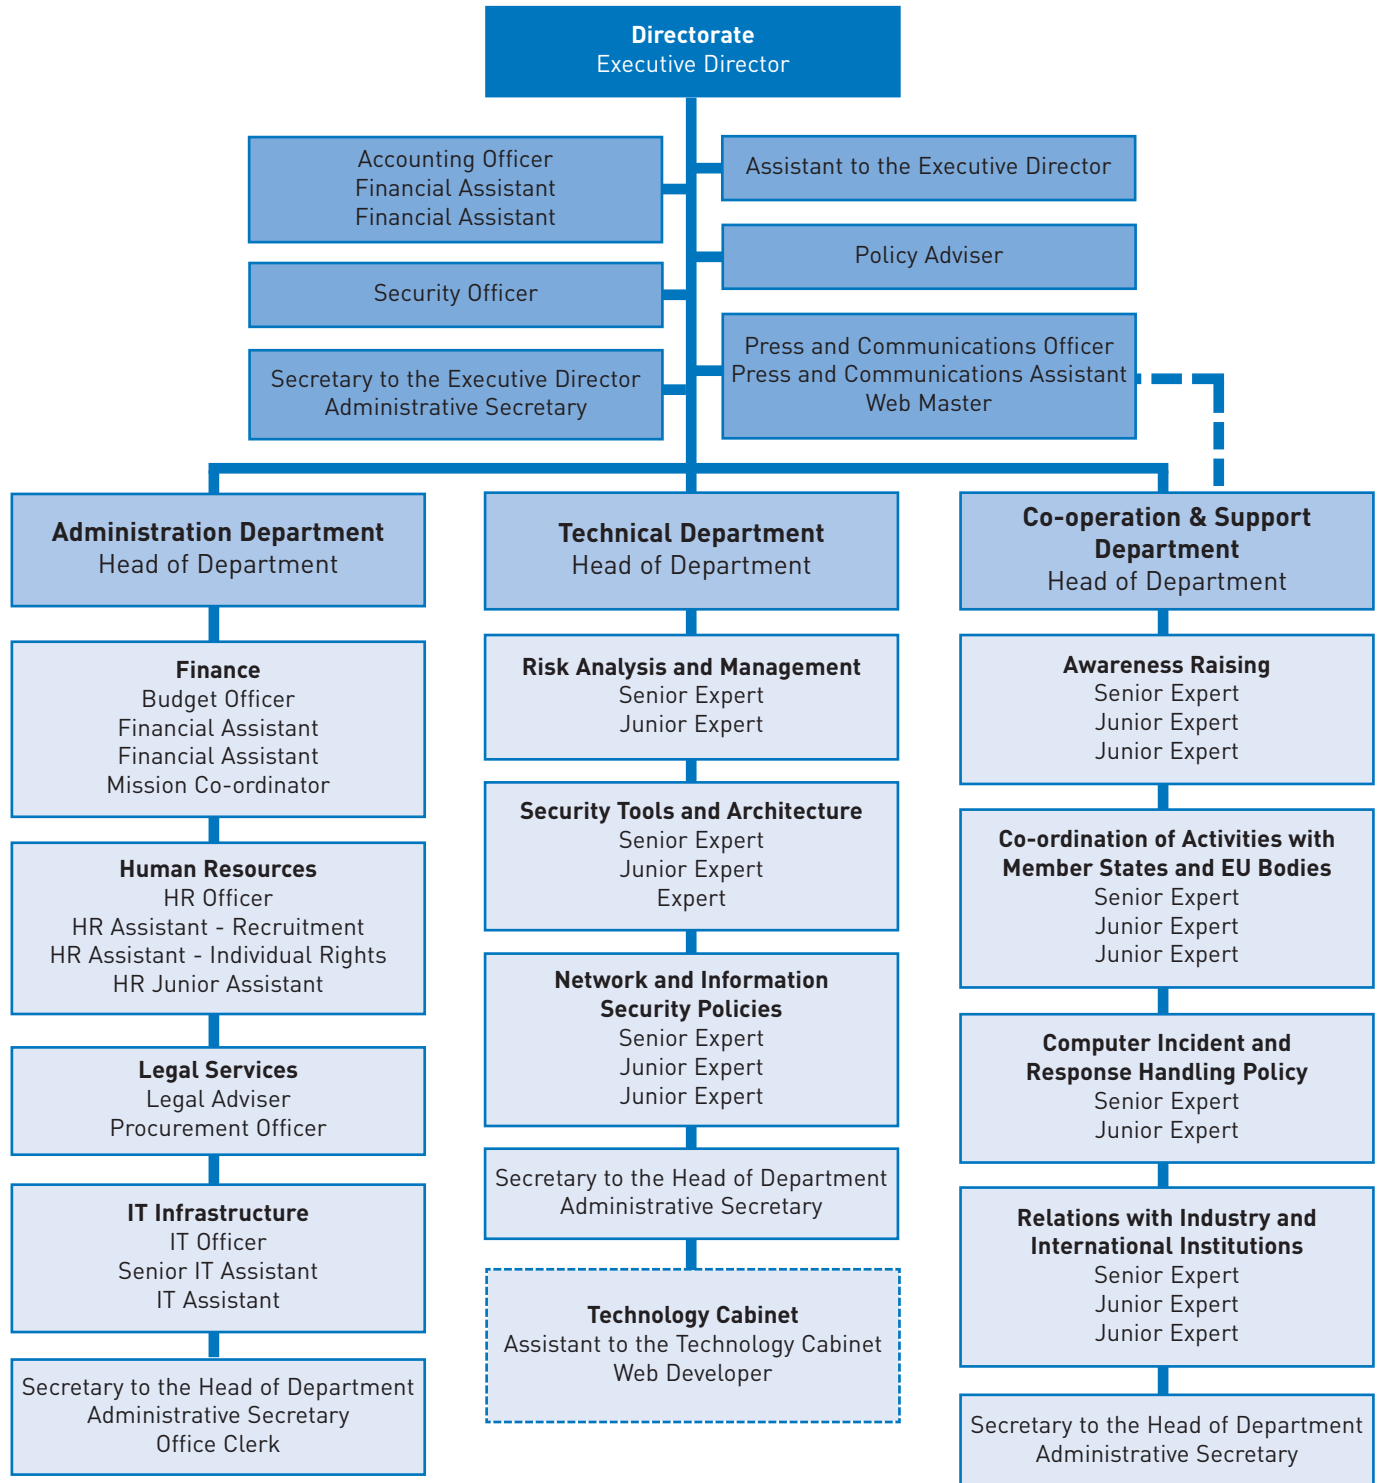 Directorate
Executive Director
Accounting Officer
Financial Assistant
Financial Assistant
Assistant to the Executive Director
Policy Adviser
Security Officer
Press and Communications Officer
Press and Communications Assistant
Web Master
Secretary to the Executive Director
Administrative Secretary
Administration Department
Head of Department
Finance
Budget Officer
Financial Assistant
Financial Assistant
Mission Co-ordinator
Human Resources
HR Officer
HR Assistant - Recruitment
HR Assistant - Individual Rights
HR Junior Assistant
Legal Services
Legal Adviser
Procurement Officer
IT Infrastructure
IT Officer
Senior IT Assistant
IT Assistant
Secretary to the Head of Department
Administrative Secretary
Office Clerk
Technical Department
Head of Department
Risk Analysis and Management
Senior Expert
Junior Expert
Security Tools and Architecture
Senior Expert
Junior Expert
Expert
Network and Information
Security Policies
Senior Expert
Junior Expert
Junior Expert
Secretary to the Head of Department
Administrative Secretary
Technology Cabinet
Assistant to the Technology Cabinet
Web Developer
Co-operation & Support
Department
Head of Department
Awareness Raising
Senior Expert
Junior Expert
Junior Expert
Co-ordination of Activities with
Member States and EU Bodies
Senior Expert
Junior Expert
Junior Expert
Computer Incident and
Response Handling Policy
Senior Expert
Junior Expert
Relations with Industry and
International Institutions
Senior Expert
Junior Expert
Junior Expert
Secretary to the Head of Department
Administrative Secretary